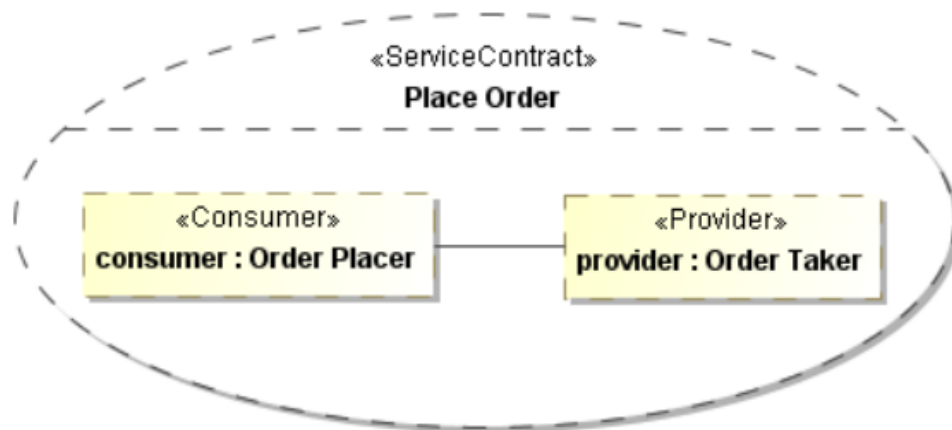 «ServiceContract»
Place Order
«Consumer»
consumer : Order Placer
«Provider»
provider : Order Taker